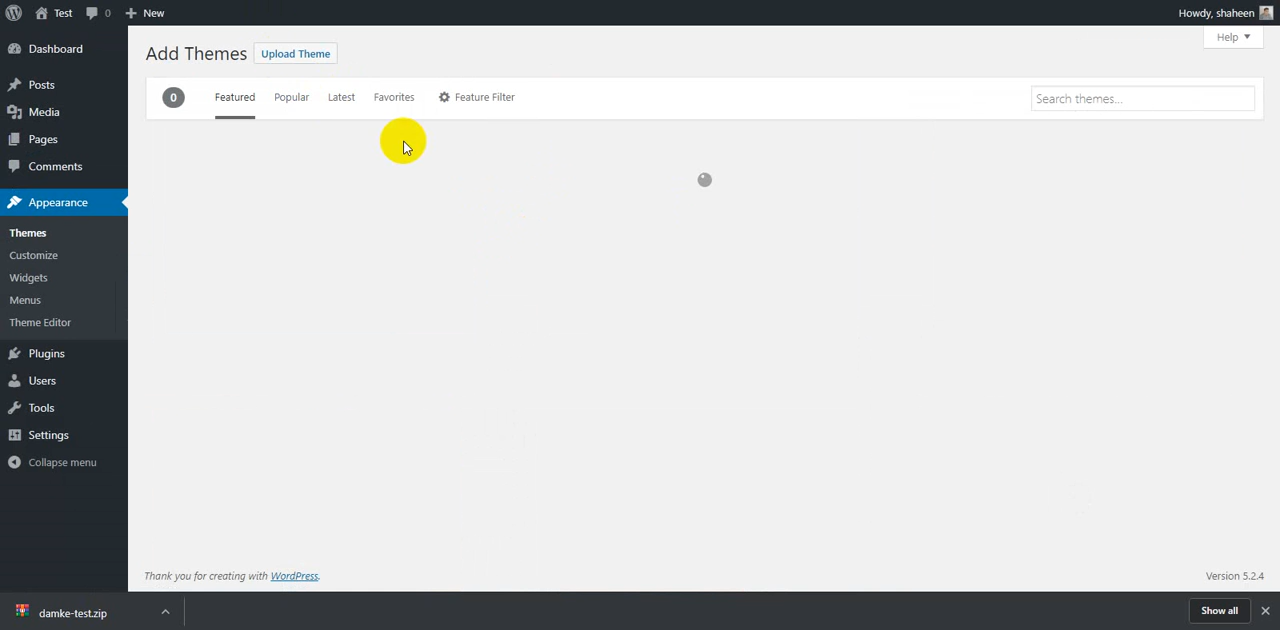 Test 0 New Howdy, shaheen
Dashboard
Help
Add Themes Upload Theme
Posts
0 Featured Popular Latest Favorites Feature Filter Search themes...
Media
Pages
Comments
Appearance
Themes
Customize
Widgets
Menus
Theme Editor
Plugins
Users
Tools
Settings
Collapse menu
Thank you for creating with WordPress. Version 5.2.4
damke-test.zip Show all